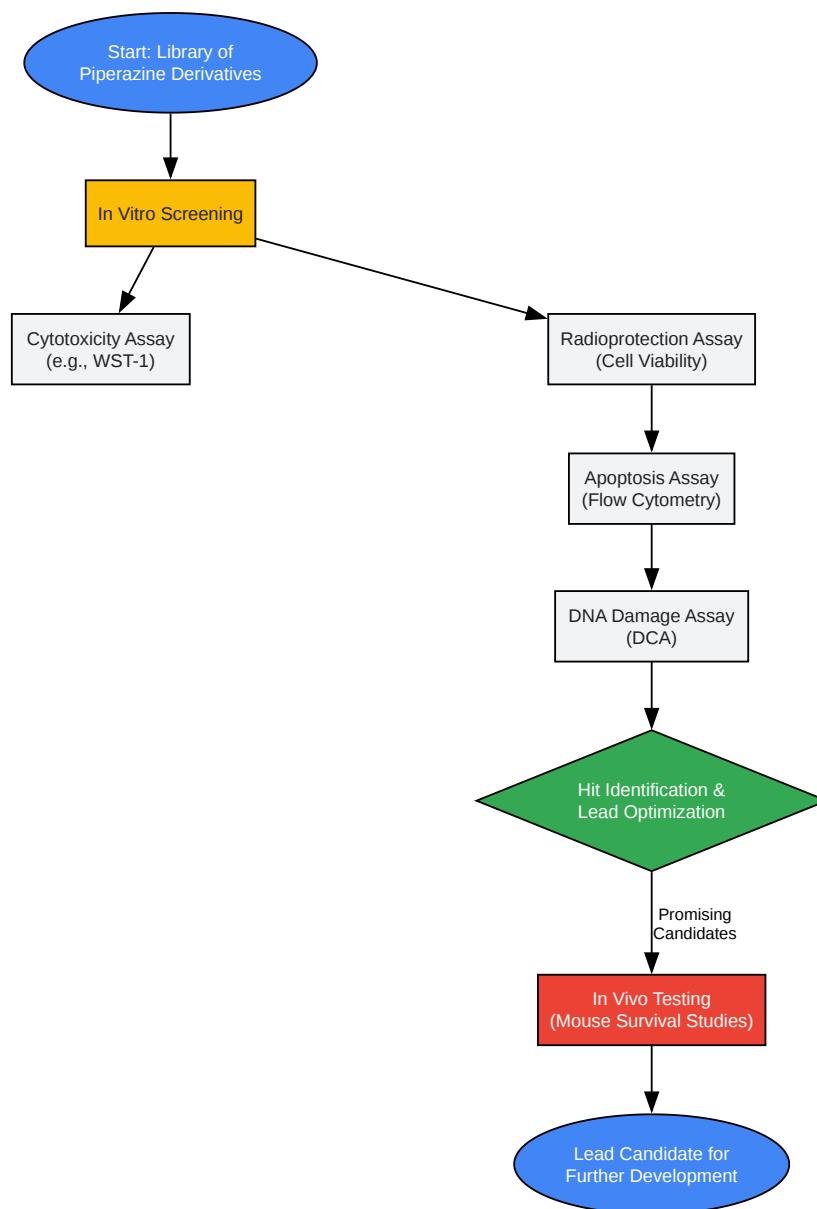 Start: Library of
Piperazine Derivatives
In Vitro Screening
Cytotoxicity Assay
(e.g., WST-1)
Radioprotection Assay
(Cell Viability)
Apoptosis Assay
(Flow Cytometry)
DNA Damage Assay
(DCA)
Hit Identification &
Lead Optimization
Promising
Candidates
In Vivo Testing
(Mouse Survival Studies)
Lead Candidate for
Further Development